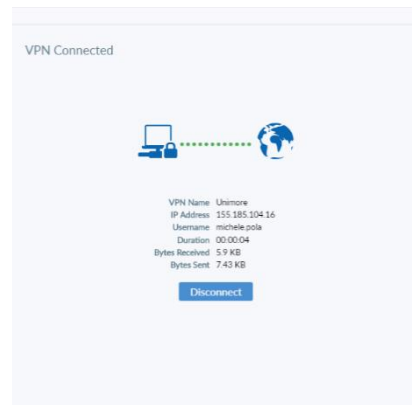 VPN Connected
VPN Name Unimore
IP Address 155.185.104.16
Username michele.pola
Duration 00:00:04
Bytes Received 5.9 KB
Bytes Sent 7.43 KB
Disconnect